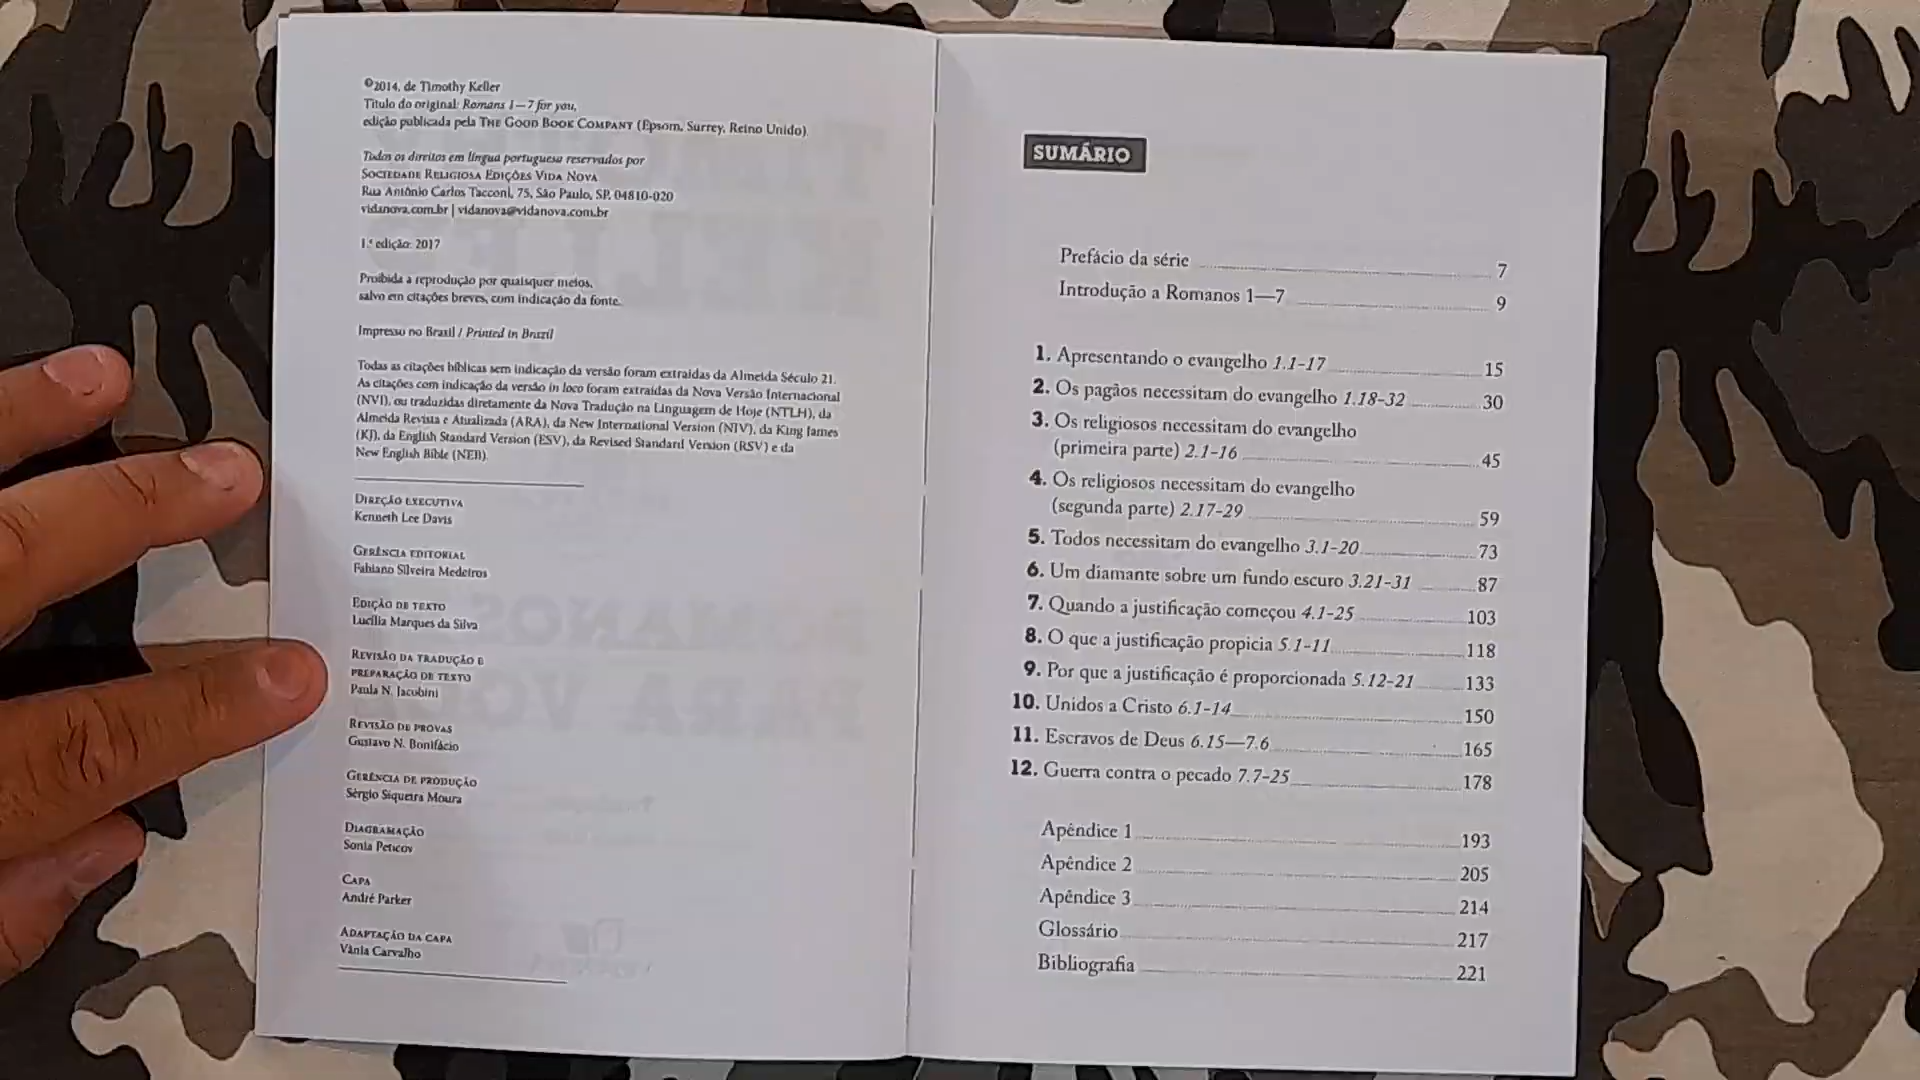 ©2014, de Timothy Keller
Título do original: Romans 1—7 for you,
edição publicada pela THE GOOD BOOK COMPANY (Epsom, Surrey, Reino Unido).
Todos os direitos em língua portuguesa reservados por
SOCIEDADE RELIGIOSA EDIÇÕES VIDA NOVA
Rua Antônio Carlos Tacconi, 75, São Paulo, SP, 04810-020
vidanova.com.br | vidanova@vidanova.com.br
1.ª edição: 2017
Proibida a reprodução por quaisquer meios,
salvo em citações breves, com indicação da fonte.
Impresso no Brasil / Printed in Brazil
Todas as citações bíblicas sem indicação da versão foram extraídas da Almeida Século 21.
As citações com indicação da versão in loco foram extraídas da Nova Versão Internacional
(NVI), ou traduzidas diretamente da Nova Tradução na Linguagem de Hoje (NTLH), da
Almeida Revista e Atualizada (ARA), da New International Version (NIV), da King James
(KJ), da English Standard Version (ESV), da Revised Standard Version (RSV) e da
New English Bible (NEB).
DIREÇÃO EXECUTIVA
Kenneth Lee Davis
GERÊNCIA EDITORIAL
Fabiano Silveira Medeiros
EDIÇÃO DE TEXTO
Lucília Marques da Silva
REVISÃO DA TRADUÇÃO E
PREPARAÇÃO DE TEXTO
Paula N. Jacobini
REVISÃO DE PROVAS
Gustavo N. Bonifácio
GERÊNCIA DE PRODUÇÃO
Sérgio Siqueira Moura
DIAGRAMAÇÃO
Sonia Peticov
CAPA
André Parker
ADAPTAÇÃO DA CAPA
Vânia Carvalho
SUMÁRIO
Prefácio da série 7
Introdução a Romanos 1—7 9
1. Apresentando o evangelho 1.1-17 15
2. Os pagãos necessitam do evangelho 1.18-32 30
3. Os religiosos necessitam do evangelho
(primeira parte) 2.1-16 45
4. Os religiosos necessitam do evangelho
(segunda parte) 2.17-29 59
5. Todos necessitam do evangelho 3.1-20 73
6. Um diamante sobre um fundo escuro 3.21-31 87
7. Quando a justificação começou 4.1-25 103
8. O que a justificação propicia 5.1-11 118
9. Por que a justificação é proporcionada 5.12-21 133
10. Unidos a Cristo 6.1-14 150
11. Escravos de Deus 6.15—7.6 165
12. Guerra contra o pecado 7.7-25 178
Apêndice 1 193
Apêndice 2 205
Apêndice 3 214
Glossário 217
Bibliografia 221